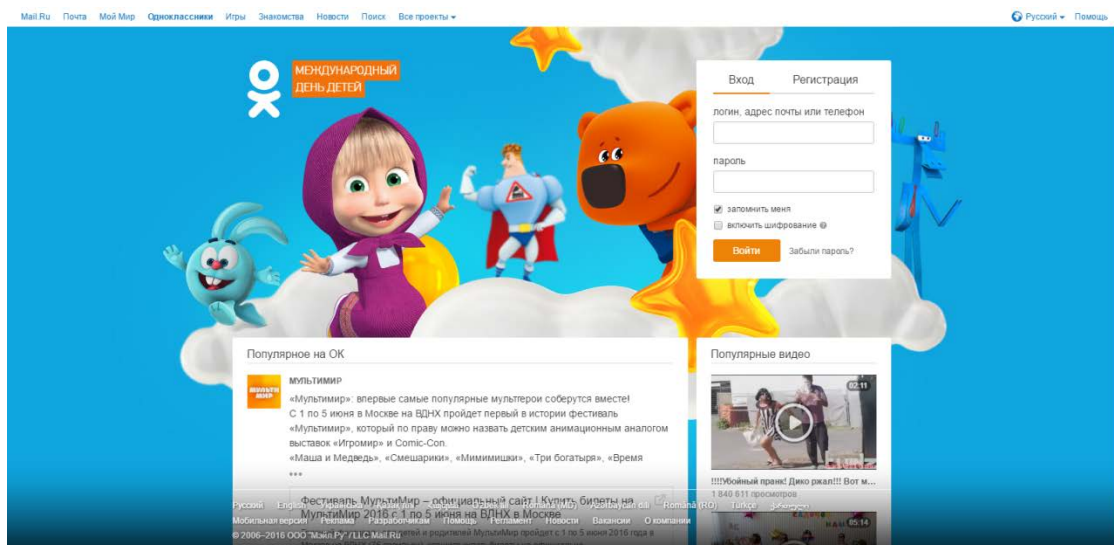 Mail.Ru Почта Мой Мир Одноклассники Игры Знакомства Новости Поиск Все проекты
Русский Помощь
МЕЖДУНАРОДНЫЙ
ДЕНЬ ДЕТЕЙ
Вход Регистрация
логин, адрес почты или телефон
пароль
запомнить меня
включить шифрование
Войти Забыли пароль?
Популярное на ОК
МУЛЬТИ
МИР
МУЛЬТИМИР
«Мультимир»: впервые самые популярные мультгерои соберутся вместе!
С 1 по 5 июня в Москве на ВДНХ пройдет первый в истории фестиваль
«Мультимир», который по праву можно назвать детским анимационным аналогом
выставок «Игромир» и Comic-Con.
«Маша и Медведь», «Смешарики», «Мимимишки», «Три богатыря», «Время
•••
Фестиваль МультиМир – официальный сайт | Купить билеты на
МультиМир 2016 с 1 по 5 июня на ВДНХ в Москве
Популярные видео
02:11
!!!!Убойный пранк! Дико ржал!!! Вот м...
1 840 611 просмотров
05:14
Русский English Українська Türkçe
Мобильная версия Реклама Разработчикам Помощь Регламент Новости Вакансии О компании
© 2006–2016 ООО "Мэйл.Ру" / LLC Mail.Ru